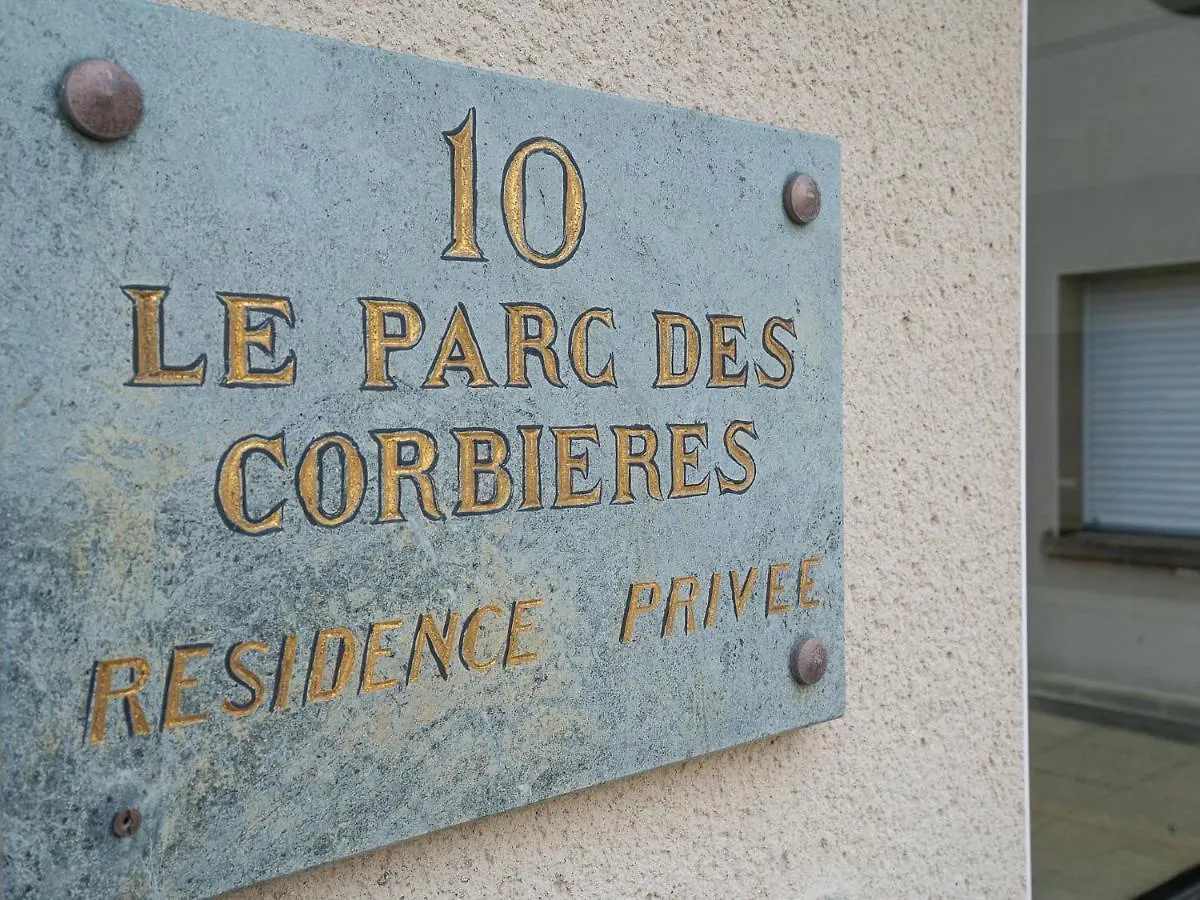 10
LE PARC DES
CORBIERES
RESIDENCE PRIVEE